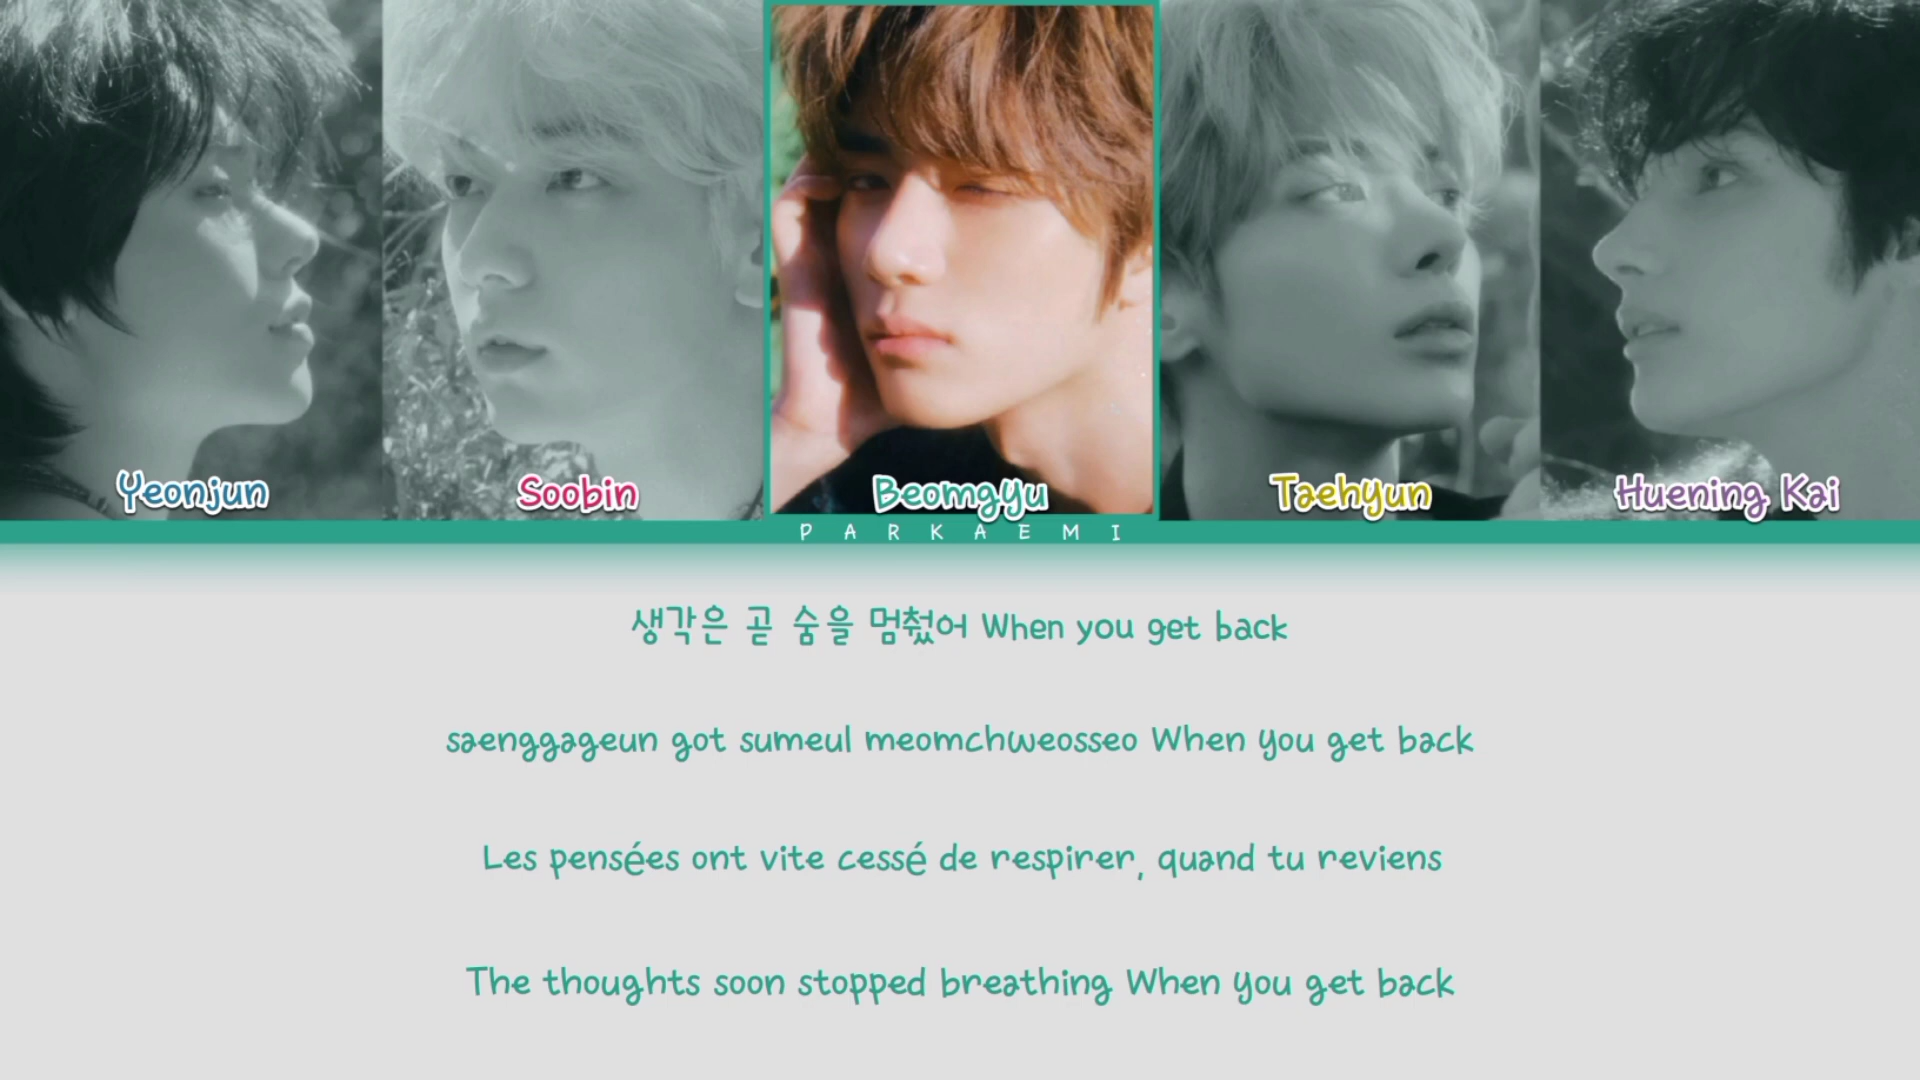 Yeonjun
Soobin
Beomgyu
Taehyun
Huening Kai
PARKAEMI
생각은 곧 숨을 멈췄어 When you get back
saenggageun got sumeul meomchweosseo When you get back
Les pensées ont vite cessé de respirer, quand tu reviens
The thoughts soon stopped breathing When you get back